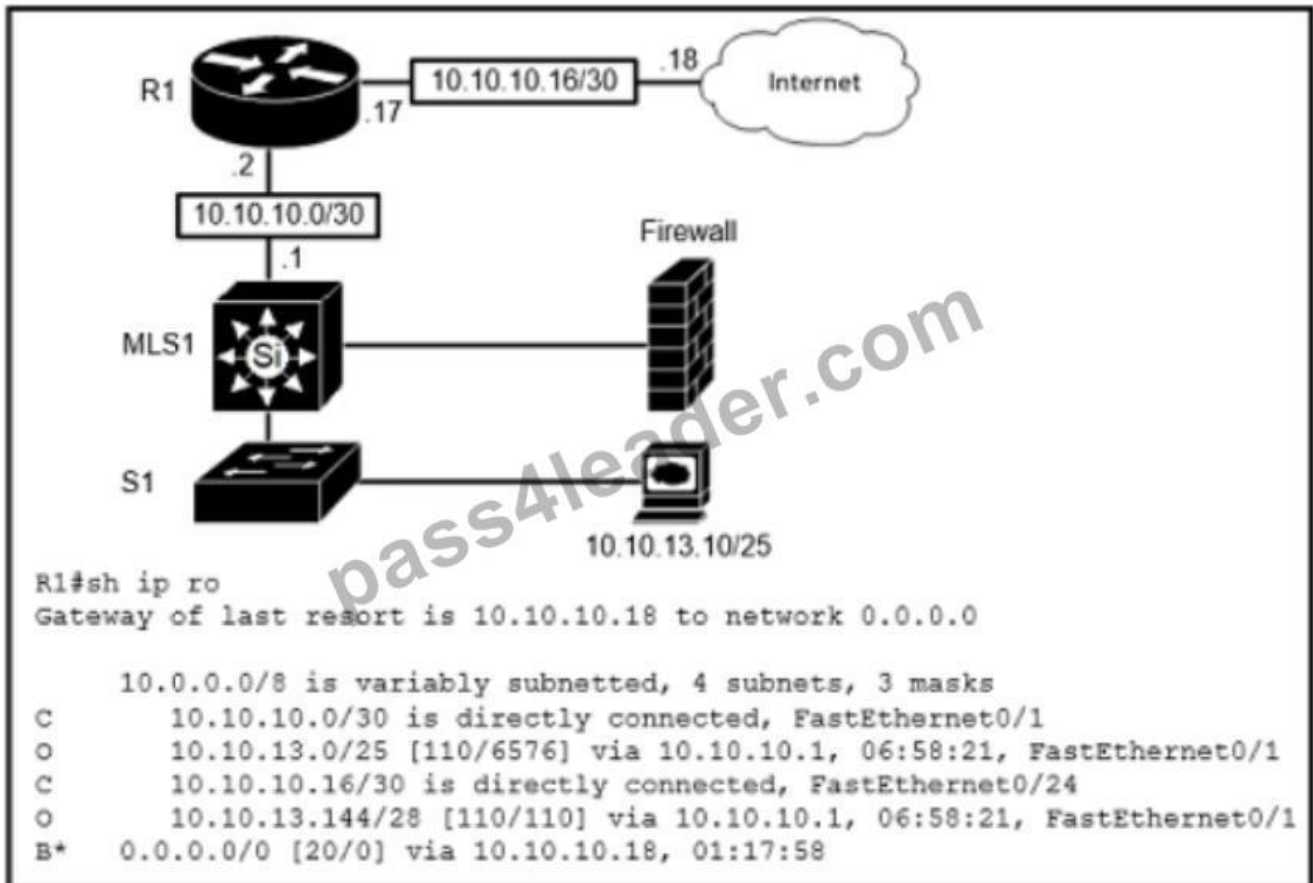 R1
10.10.10.16/30
.18
Internet
.17
.2
10.10.10.0/30
.1
Firewall
MLS1
Si
S1
10.10.13.10/25
pass4leader.com
R1#sh ip ro
Gateway of last resort is 10.10.10.18 to network 0.0.0.0
10.0.0.0/8 is variably subnetted, 4 subnets, 3 masks
C 10.10.10.0/30 is directly connected, FastEthernet0/1
O 10.10.13.0/25 [110/6576] via 10.10.10.1, 06:58:21, FastEthernet0/1
C 10.10.10.16/30 is directly connected, FastEthernet0/24
O 10.10.13.144/28 [110/110] via 10.10.10.1, 06:58:21, FastEthernet0/1
B* 0.0.0.0/0 [20/0] via 10.10.10.18, 01:17:58